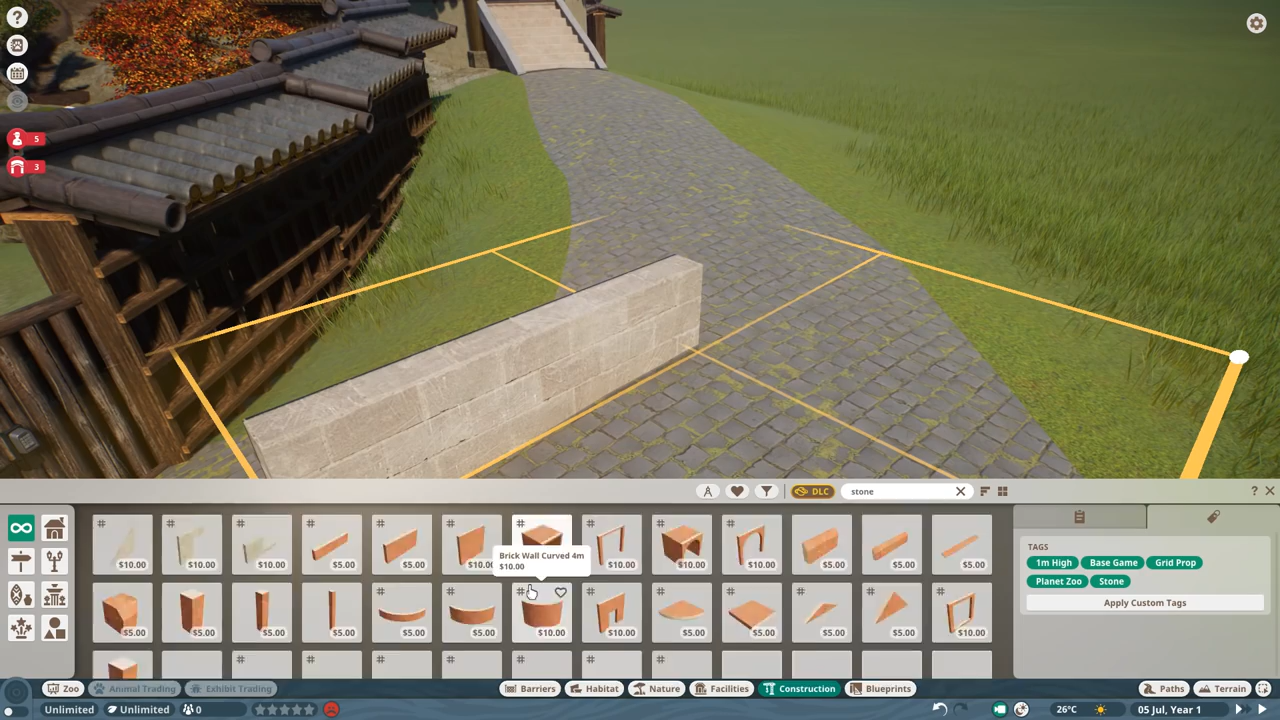 ?
5
3
DLC
stone
?
$10.00
$10.00
$10.00
$5.00
$5.00
$10.00
$10.00
$10.00
$10.00
$5.00
$5.00
$5.00
Brick Wall Curved 4m
$10.00
$5.00
$5.00
$5.00
$5.00
$5.00
$5.00
$10.00
$10.00
$5.00
$5.00
$5.00
$5.00
$10.00
TAGS
1m High
Base Game
Grid Prop
Planet Zoo
Stone
Apply Custom Tags
Zoo
Animal Trading
Exhibit Trading
Barriers
Habitat
Nature
Facilities
Construction
Blueprints
Paths
Terrain
Unlimited
Unlimited
0
26°C
05 Jul, Year 1